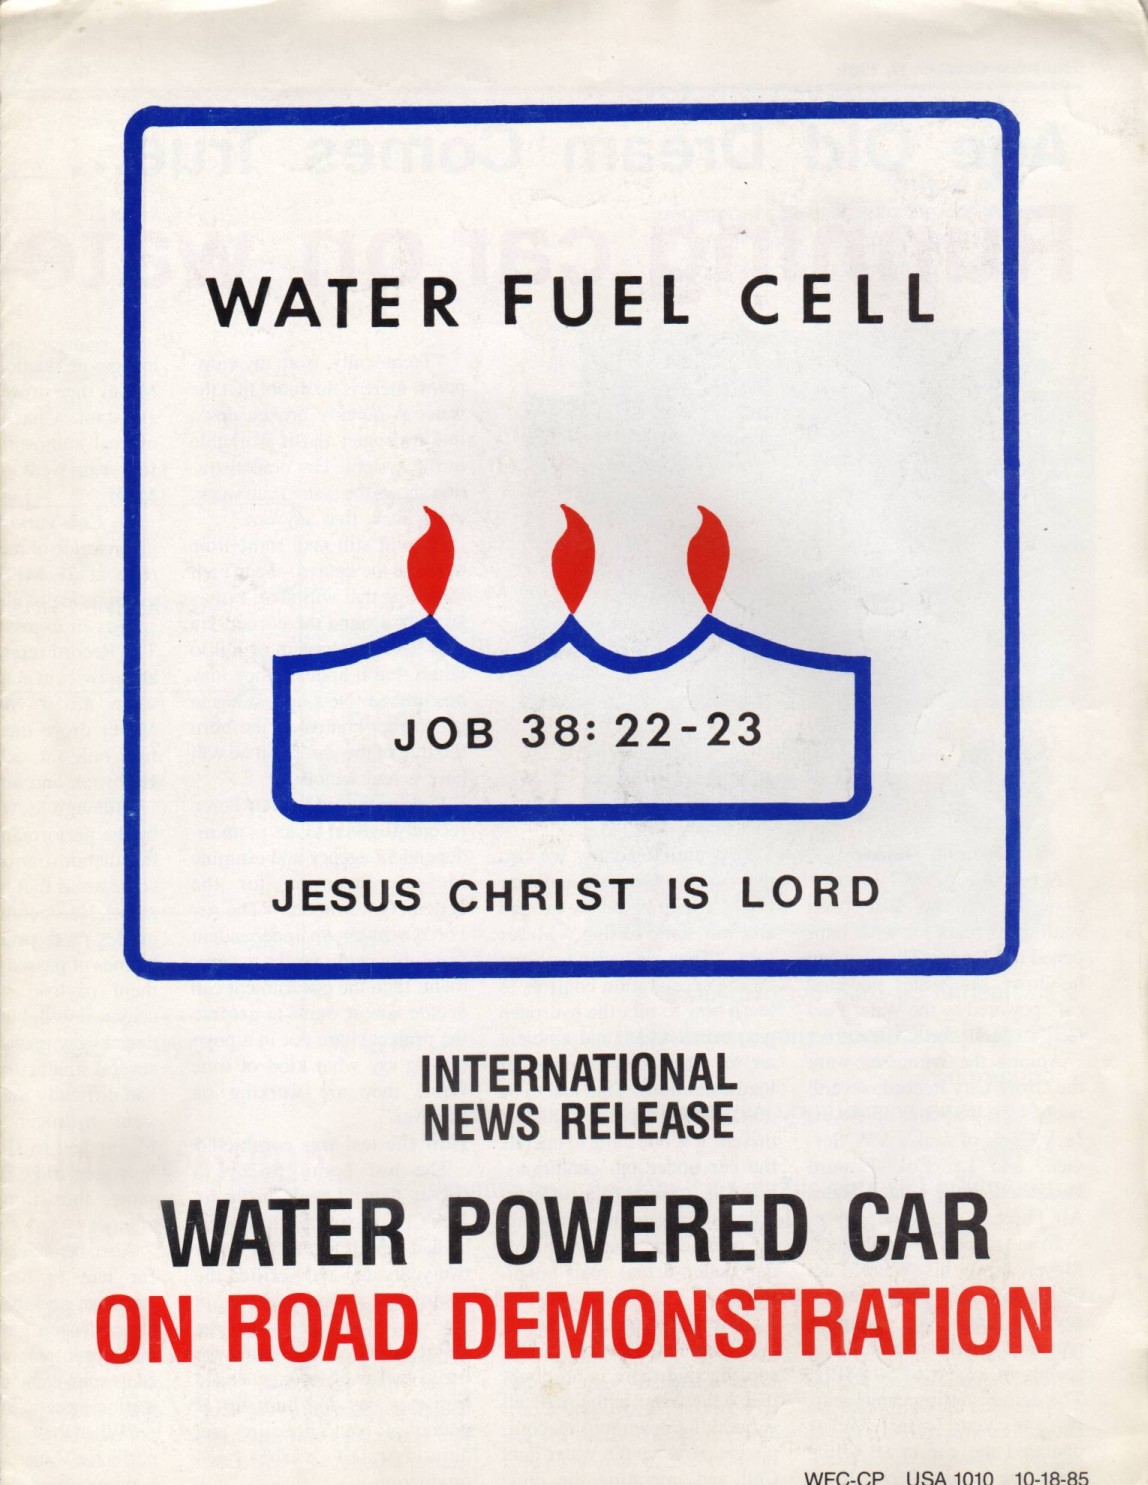 WATER FUEL CELL
JOB 38: 22-23
JESUS CHRIST IS LORD
INTERNATIONAL
NEWS RELEASE
WATER POWERED CAR
ON ROAD DEMONSTRATION
WFC-CP USA 1010 10-18-85